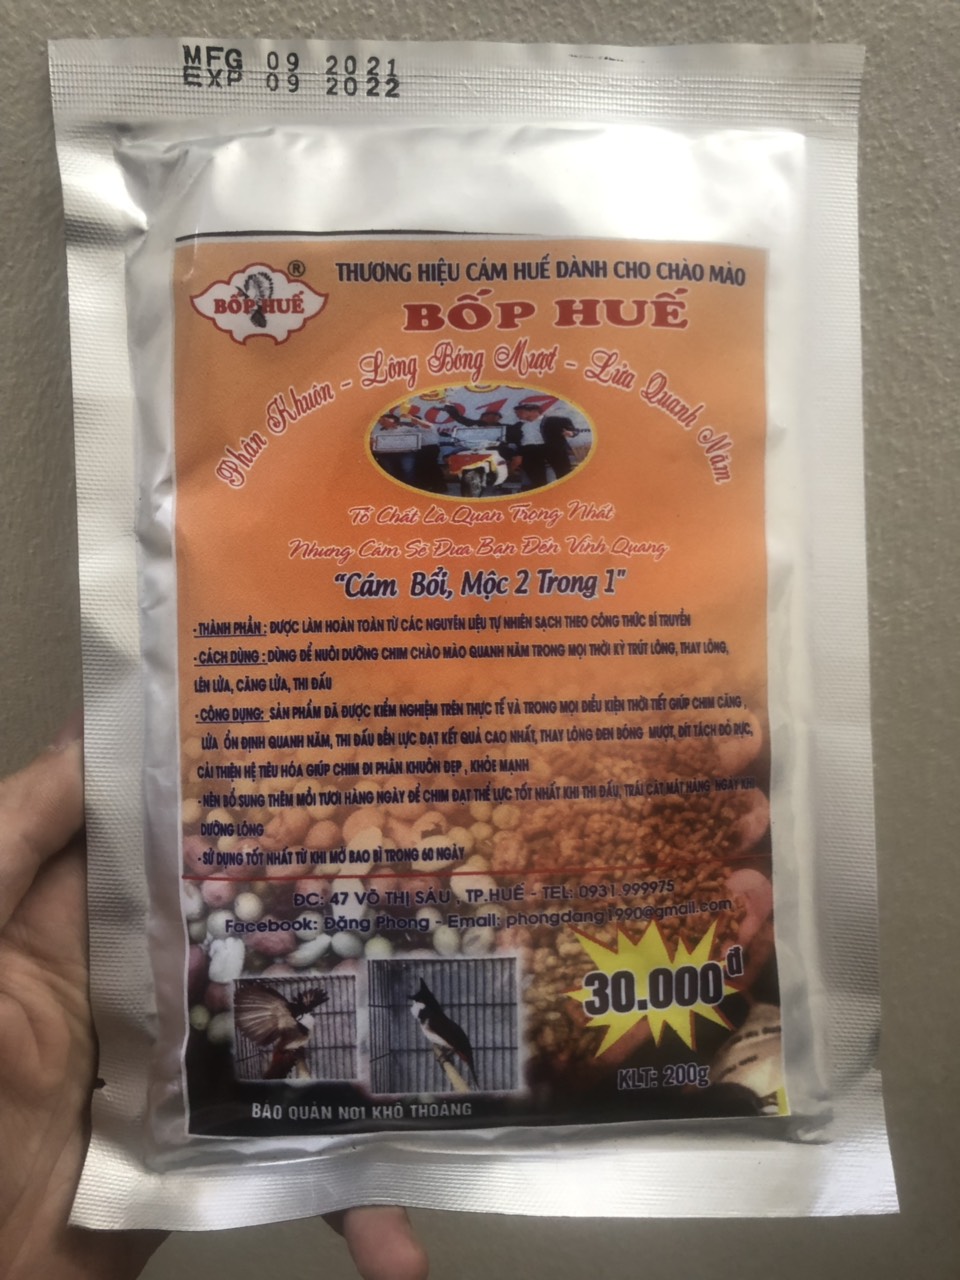 MFG 09 2021
EXP 09 2022
BỐP HUẾ ®
THƯƠNG HIỆU CÁM HUẾ DÀNH CHO CHÀO MÀO
BỐP HUẾ
Phân Khuôn - Lông Bóng Mượt - Lửa Quanh Năm
Tố Chất Là Quan Trọng Nhất
Nhưng Cám Sẽ Đưa Bạn Đến Vinh Quang
"Cám Bổi, Mộc 2 Trong 1"
-THÀNH PHẦN : ĐƯỢC LÀM HOÀN TOÀN TỪ CÁC NGUYÊN LIỆU TỰ NHIÊN SẠCH THEO CÔNG THỨC BÍ TRUYỀN
-CÁCH DÙNG : DÙNG ĐỂ NUÔI DƯỠNG CHIM CHÀO MÀO QUANH NĂM TRONG MỌI THỜI KỲ TRÚT LÔNG, THAY LÔNG,
LÊN LỬA, CĂNG LỬA, THI ĐẤU
-CÔNG DỤNG: SẢN PHẨM ĐÃ ĐƯỢC KIỂM NGHIỆM TRÊN THỰC TẾ VÀ TRONG MỌI ĐIỀU KIỆN THỜI TIẾT GIÚP CHIM CĂNG ,
LỬA ỔN ĐỊNH QUANH NĂM, THI ĐẤU BỀN LỰC ĐẠT KẾT QUẢ CAO NHẤT, THAY LÔNG ĐEN BÓNG MƯỢT, ĐÍT TÁCH ĐỎ RỰC,
CẢI THIỆN HỆ TIÊU HÓA GIÚP CHIM ĐI PHÂN KHUÔN ĐẸP , KHỎE MẠNH
-NÊN BỔ SUNG THÊM MỒI TƯƠI HÀNG NGÀY ĐỂ CHIM ĐẠT THỂ LỰC TỐT NHẤT KHI THI ĐẤU, TRÁI CÂY MÁT HÀNG NGAY KHI
DƯỠNG LÔNG
-SỬ DỤNG TỐT NHẤT TỪ KHI MỞ BAO BÌ TRONG 60 NGÀY
ĐC: 47 VÕ THỊ SÁU , TP.HUẾ - TEL: 0931.999975
Facebook: Đặng Phong - Email: phongdang1990@gmail.com
30.000đ
KLT: 200g
BẢO QUẢN NƠI KHÔ THOÁNG